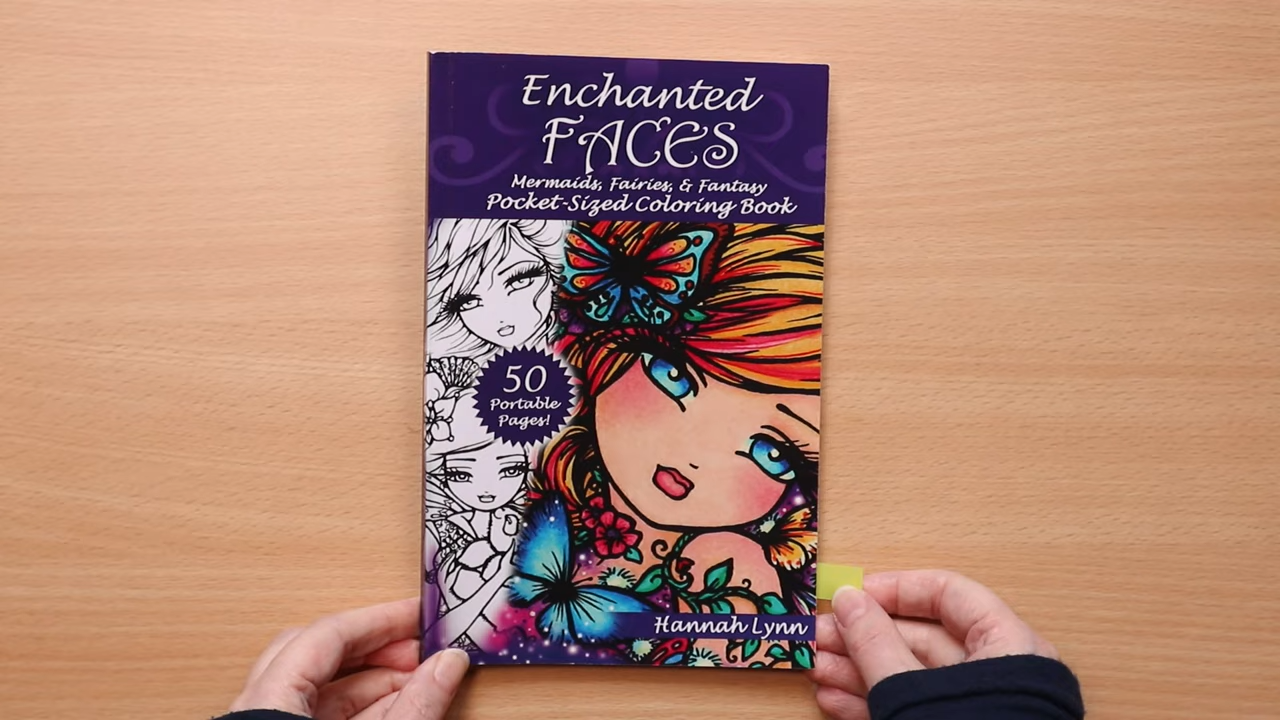 Enchanted
FACES
Mermaids, Fairies, & Fantasy
Pocket-Sized Coloring Book
50
Portable
Pages!
Hannah Lynn